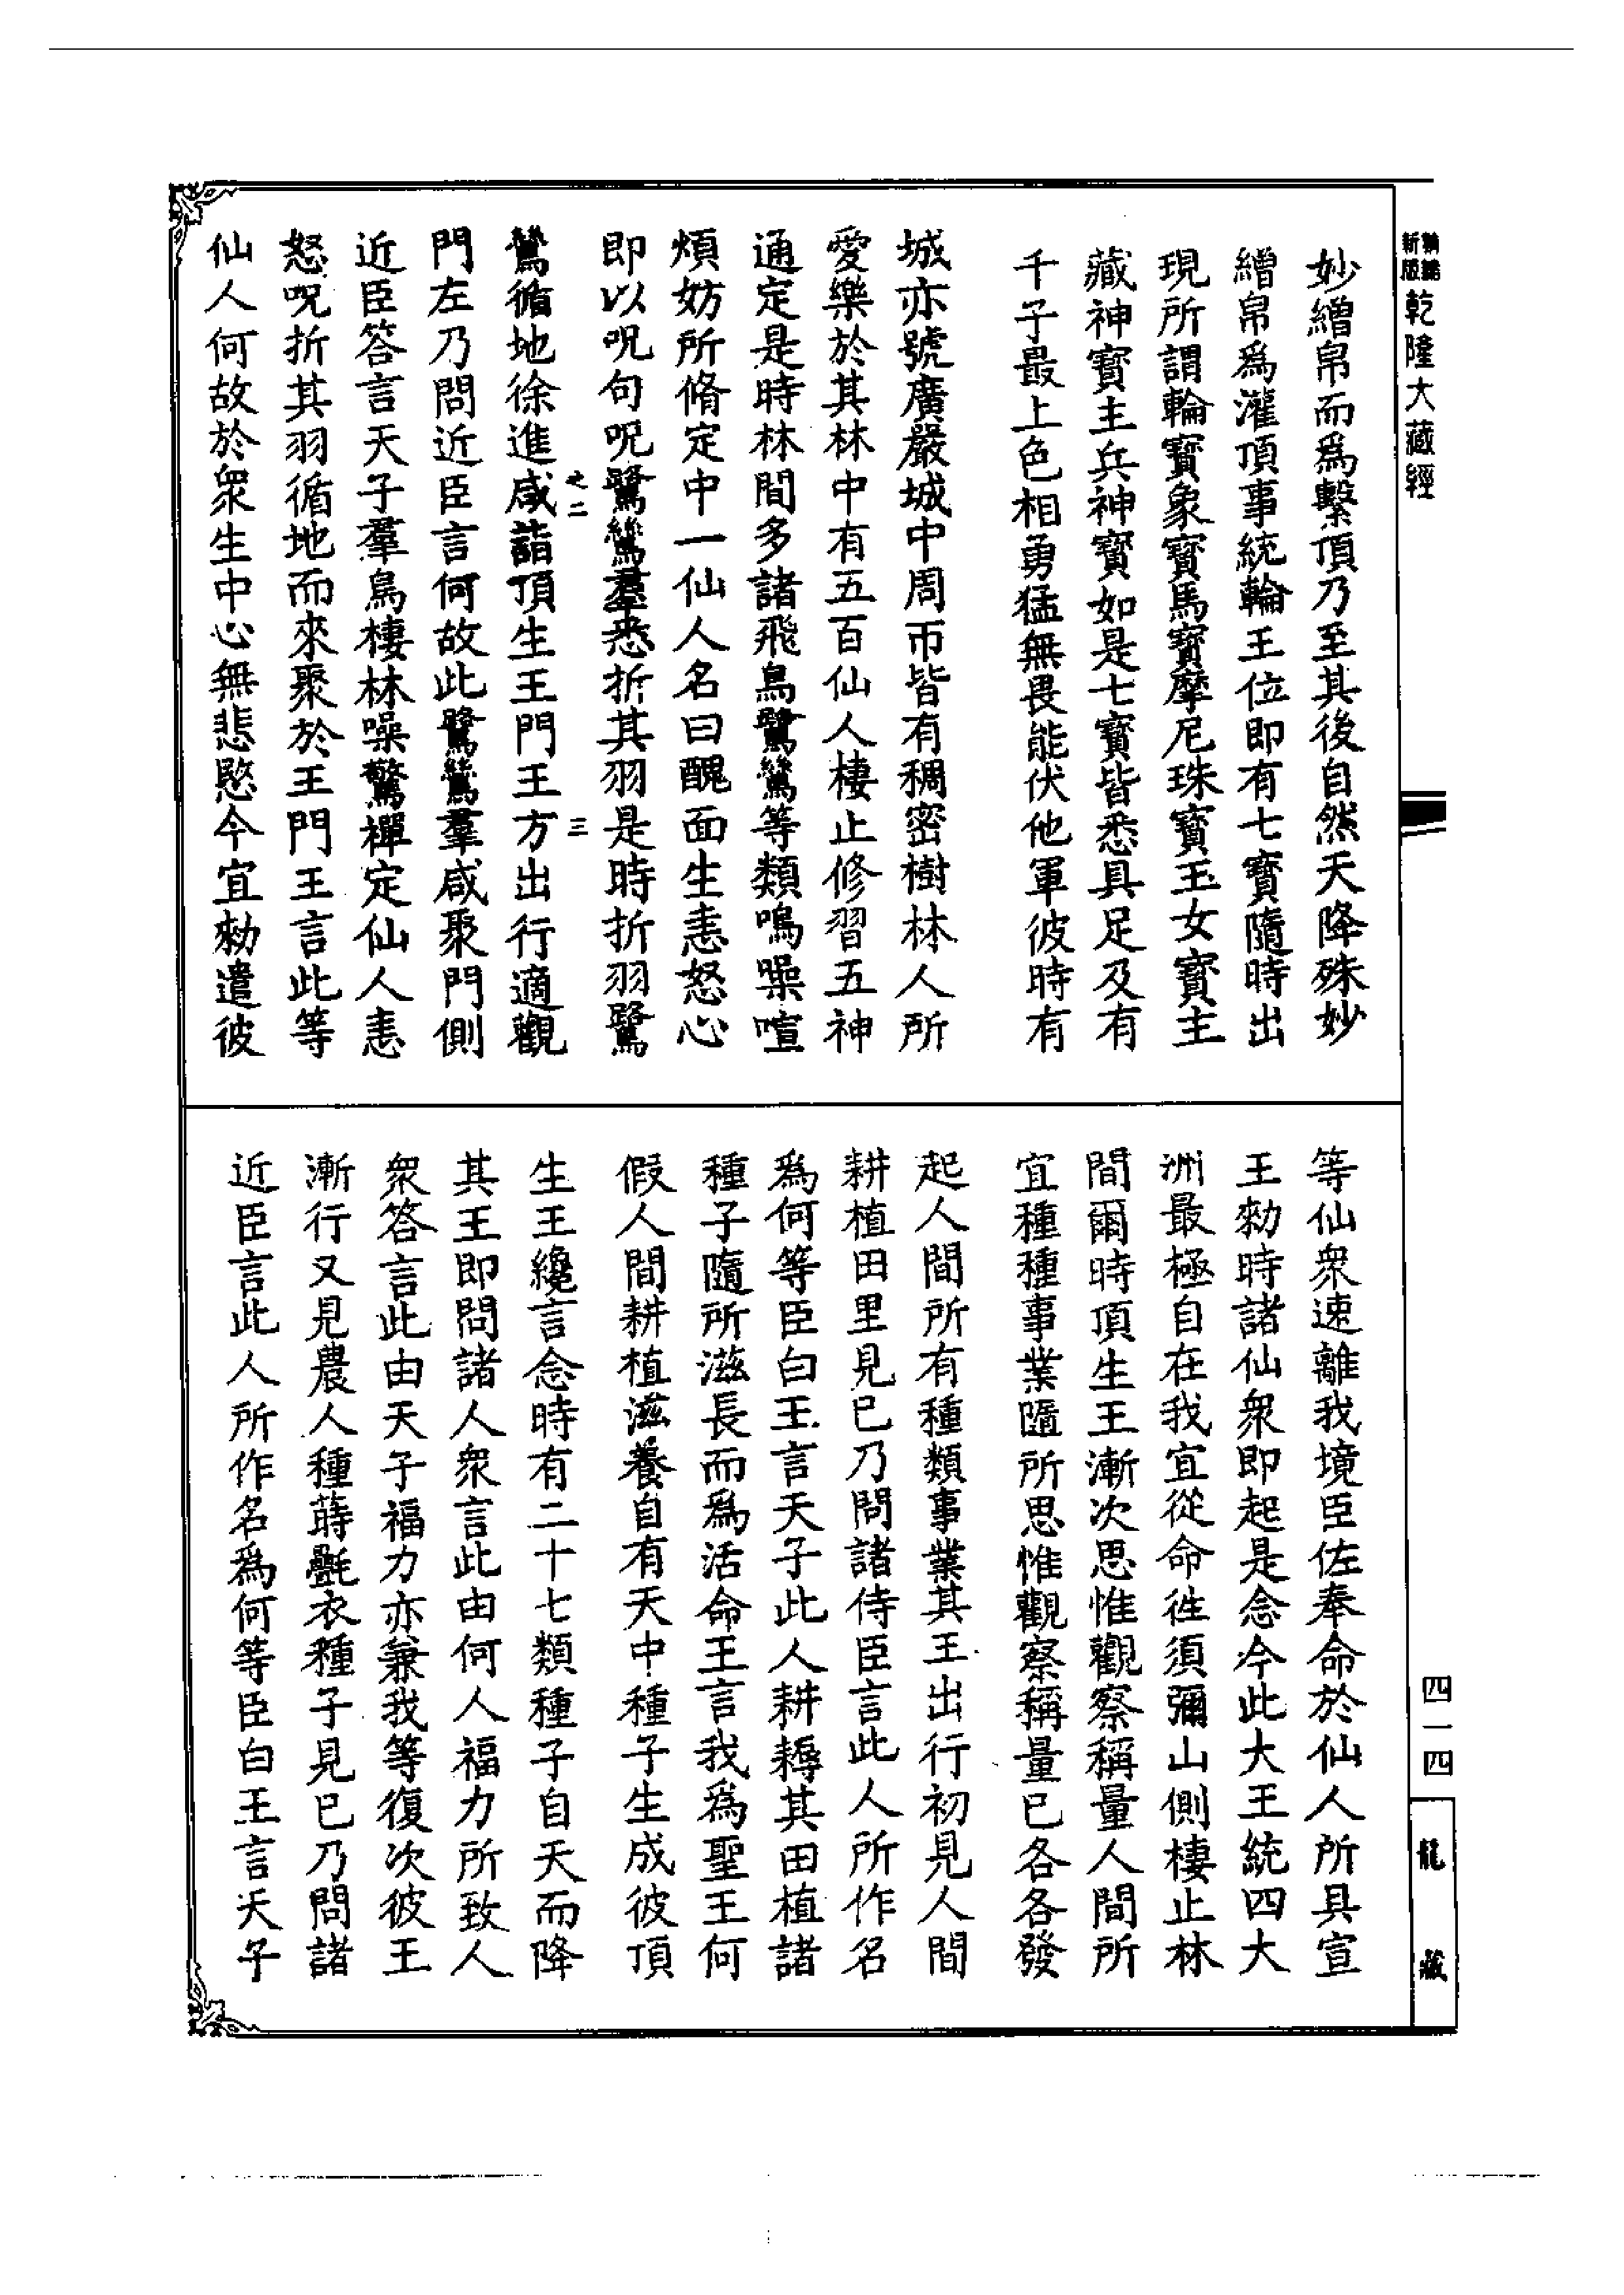 新編
新版
乾隆大藏經
妙繒帛而爲繫頂乃至其後自然天降殊妙
繒帛爲灌頂事統輪王位即有七寶隨時出
現所謂輪寶象寶馬寶摩尼珠寶玉女寶主
藏神寶主兵神寶如是七寶皆悉具足及有
千子最上色相勇猛無畏能伏他軍彼時有
城亦號廣嚴城中周帀皆有稠密樹林人所
愛樂於其林中有五百仙人棲止修習五神
通定是時林間多諸飛鳥鷺鷥等類鳴噪喧
煩妨所脩定中一仙人名曰醜面生恚怒心
即以呪句呪鷺鷥羣悉折其羽是時折羽鷺
之二
三
鷥循地徐進咸詣頂生王門王方出行適觀
門左乃問近臣言何故此鷺鷥羣咸聚門側
近臣答言天子羣鳥棲林噪驚禪定仙人恚
怒呪折其羽循地而來聚於王門王言此等
仙人何故於衆生中心無悲愍今宜勑遣彼
等仙衆速離我境臣佐奉命於仙人所具宣
王勑時諸仙衆即起是念今此大王統四大
洲最極自在我宜從命徃須彌山側棲止林
間爾時頂生王漸次思惟觀察稱量人間所
宜種種事業隨所思惟觀察稱量已各各發
起人間所有種類事業其王出行初見人間
耕植田里見已乃問諸侍臣言此人所作名
爲何等臣白王言天子此人耕耨其田植諸
種子隨所滋長而爲活命王言我爲聖王何
假人間耕植滋養自有天中種子生成彼頂
生王纔言念時有二十七類種子自天而降
其王即問諸人衆言此由何人福力所致人
衆答言此由天子福力亦兼我等復次彼王
漸行又見農人種蒔氎衣種子見已乃問諸
近臣言此人所作名爲何等臣白王言天子
四一四
龍藏